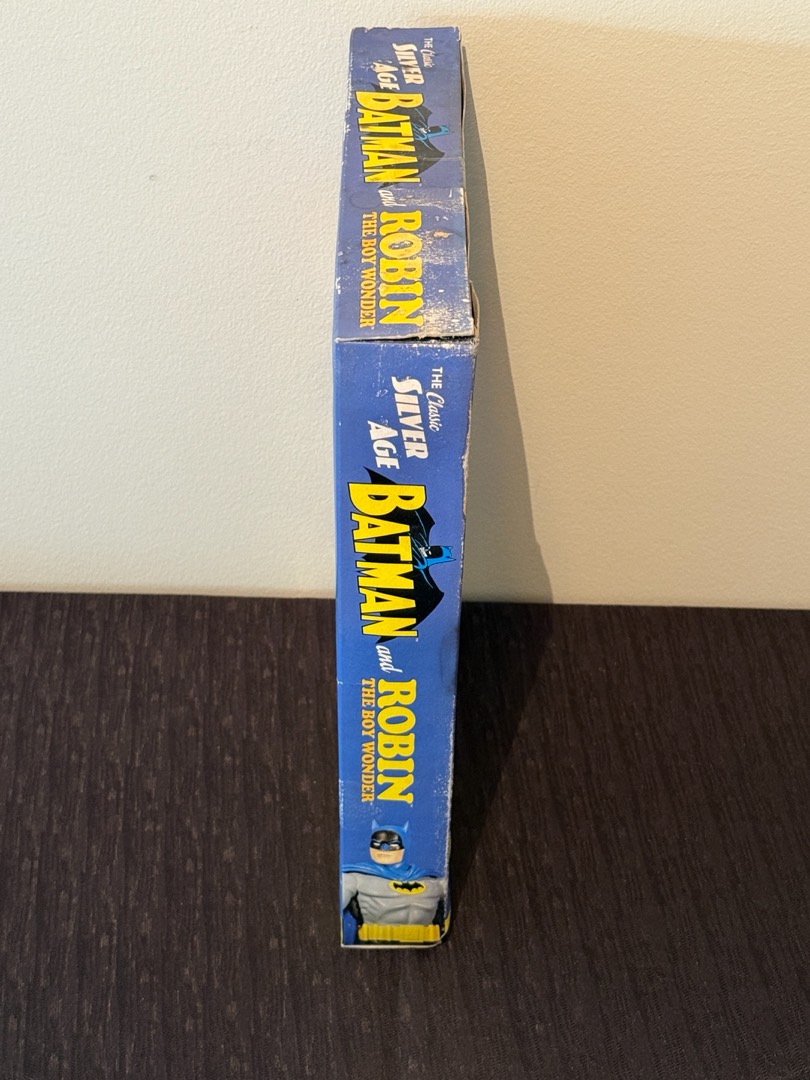 THE Classic
SILVER
AGE
BATMAN
and
ROBIN
THE BOY WONDER
THE Classic
SILVER
AGE
BATMAN
and
ROBIN
THE BOY WONDER